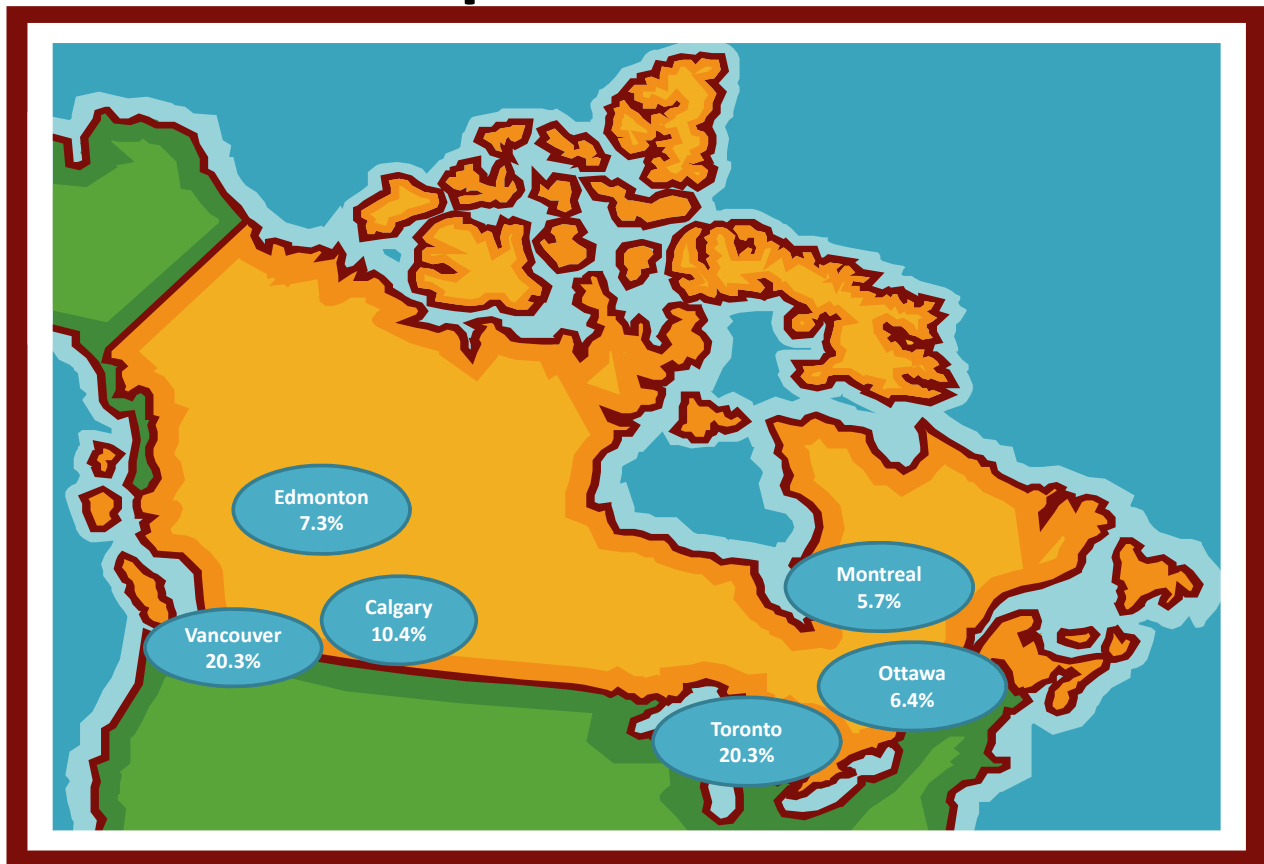 Edmonton
7.3%
Calgary
10.4%
Vancouver
20.3%
Montreal
5.7%
Ottawa
6.4%
Toronto
20.3%